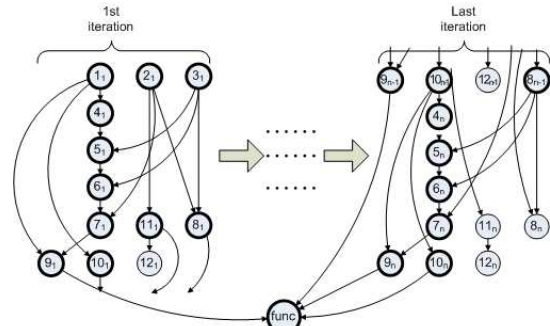 1st iteration
Last iteration
1₁ 2₁ 3₁
9ₙ₋₁ 10ₙ₋₁ 12ₙ₋₁ 8ₙ₋₁
4₁
4ₙ
5₁
......
5ₙ
6₁
6ₙ
7₁ 11₁ 8₁
7ₙ 11ₙ 8ₙ
9₁ 10₁ 12₁
9ₙ 10ₙ 12ₙ
func